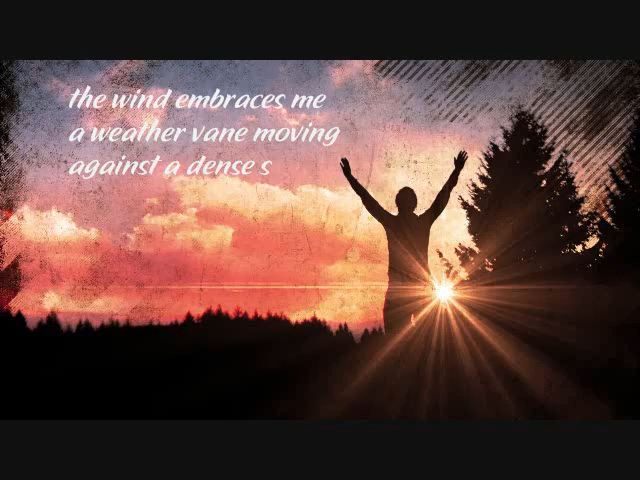 the wind embraces me
a weather vane moving
against a dense s